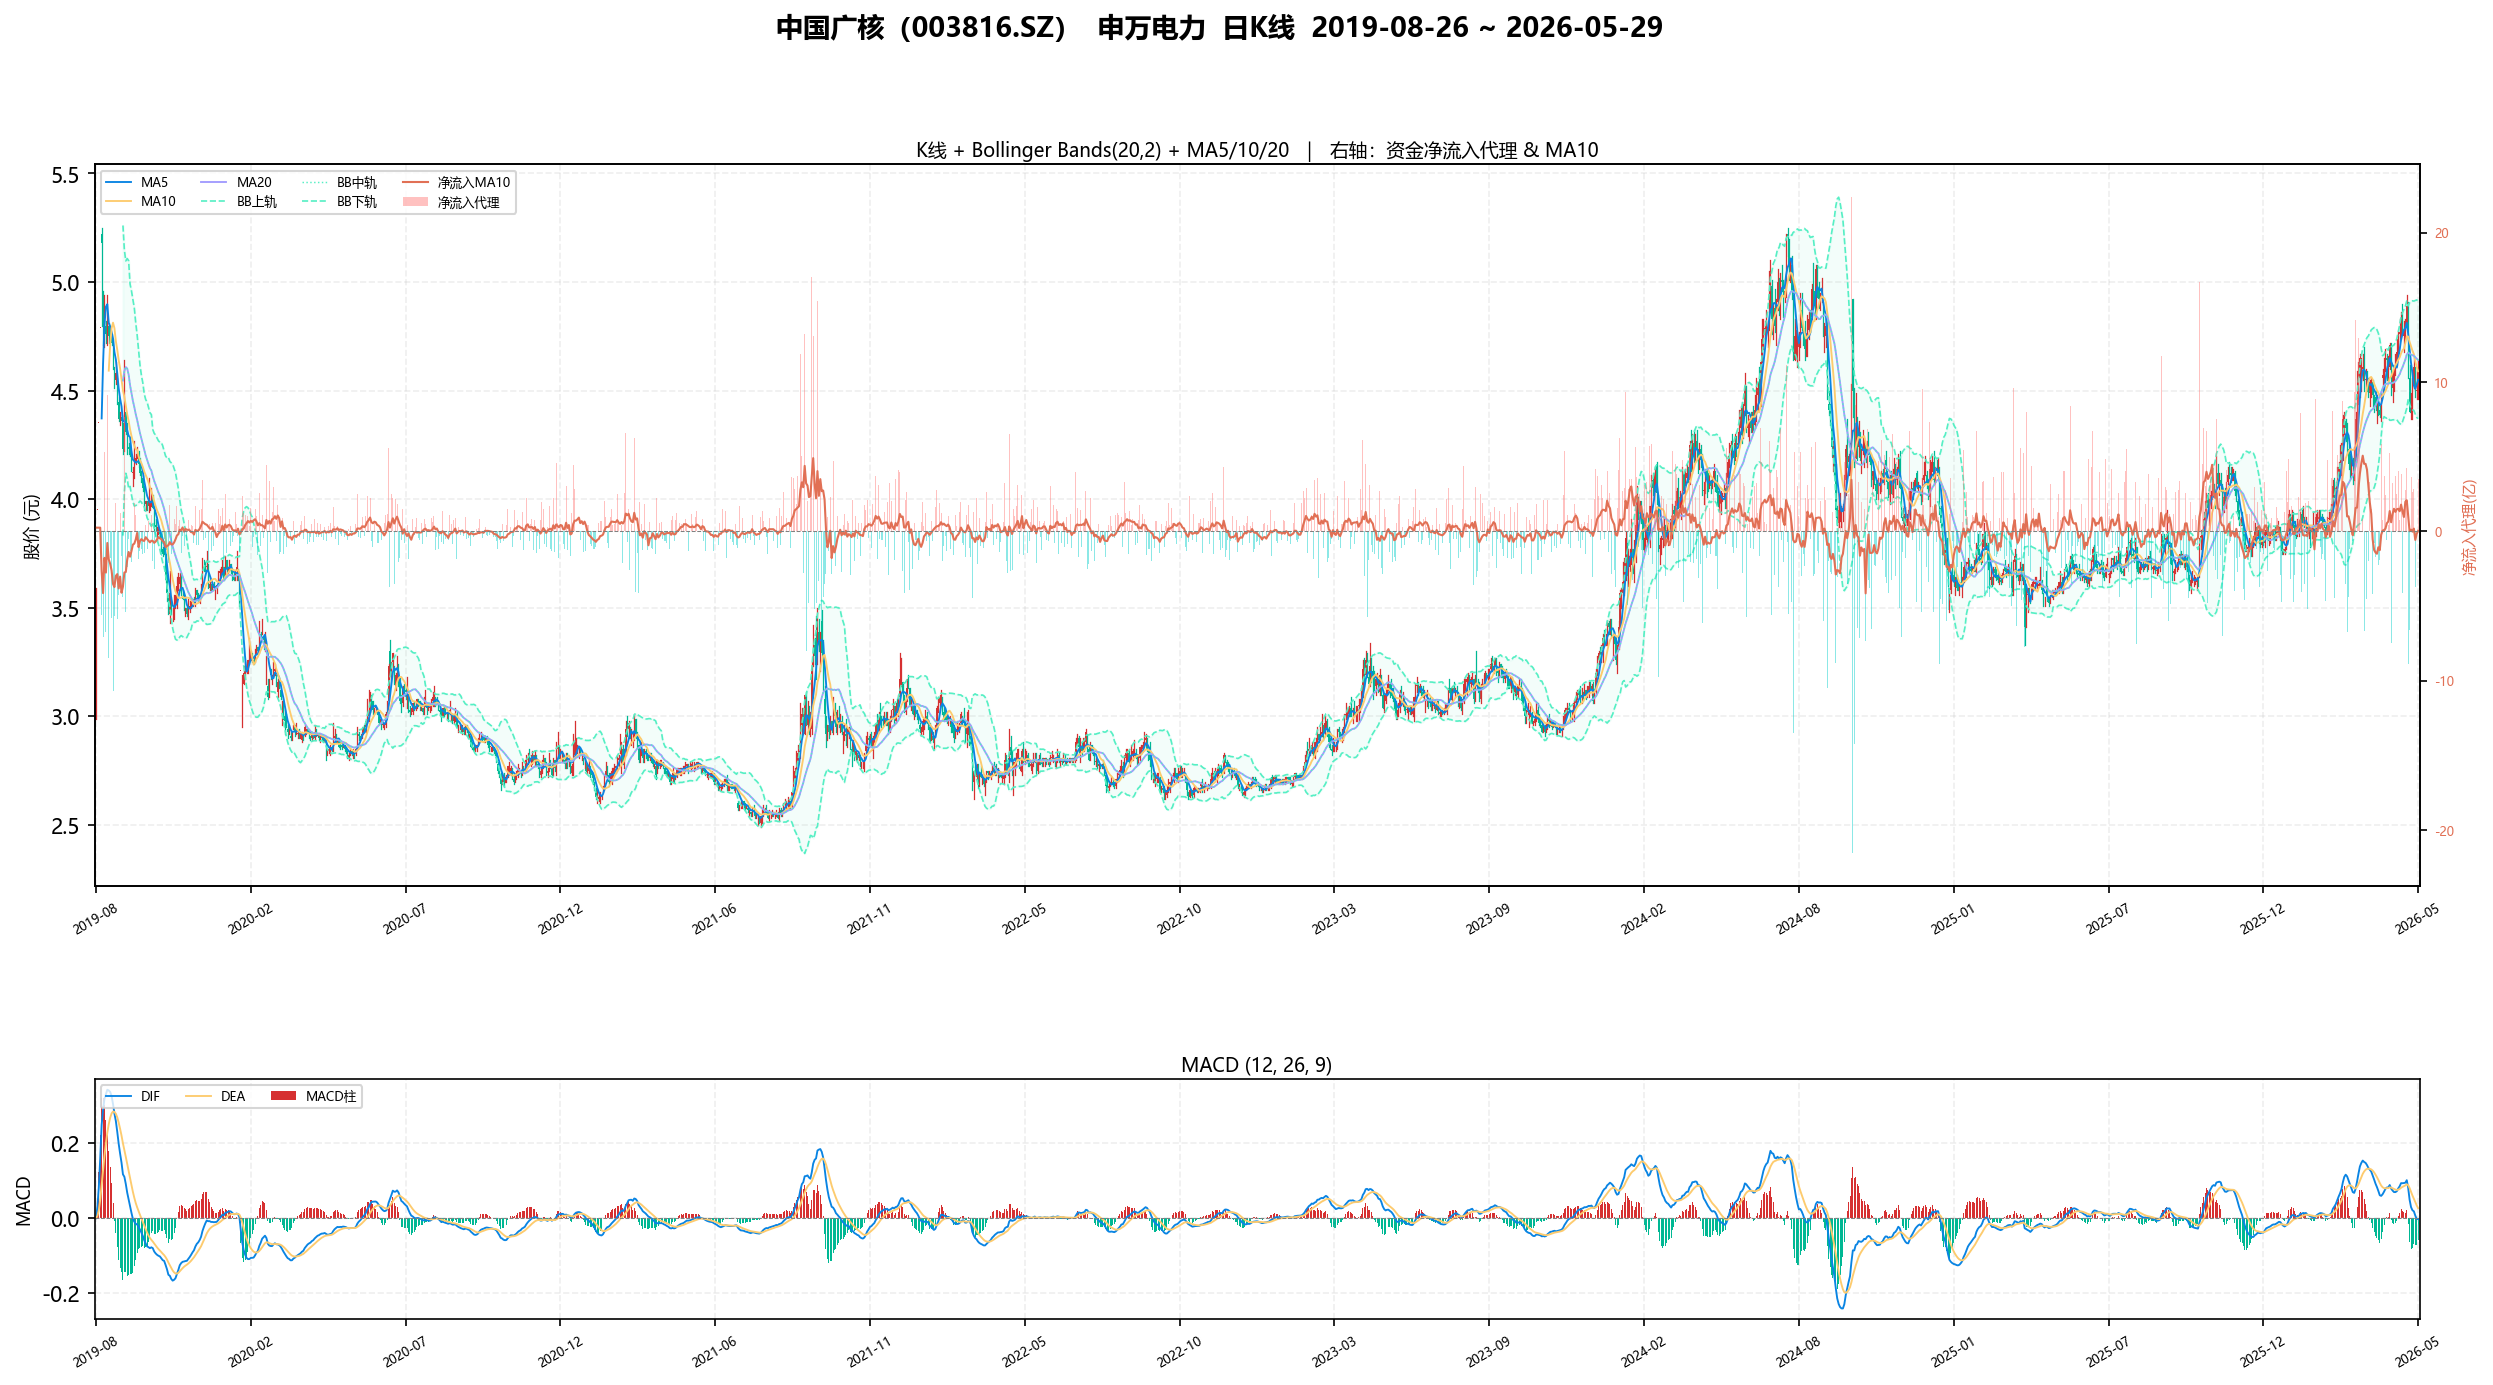 中国广核（003816.SZ） 申万电力 日K线 2019-08-26 ~ 2026-05-29
K线 + Bollinger Bands(20,2) + MA5/10/20 | 右轴：资金净流入代理 & MA10
MA5 MA20 BB中轨 净流入MA10
MA10 BB上轨 BB下轨 净流入代理
5.5
5.0
4.5
4.0
3.5
3.0
2.5
股价 (元)
20
10
0
-10
-20
净流入代理(亿)
2019-08 2020-02 2020-07 2020-12 2021-06 2021-11 2022-05 2022-10 2023-03 2023-09 2024-02 2024-08 2025-01 2025-07 2025-12 2026-05
MACD (12, 26, 9)
DIF DEA MACD柱
0.2
0.0
-0.2
MACD
2019-08 2020-02 2020-07 2020-12 2021-06 2021-11 2022-05 2022-10 2023-03 2023-09 2024-02 2024-08 2025-01 2025-07 2025-12 2026-05